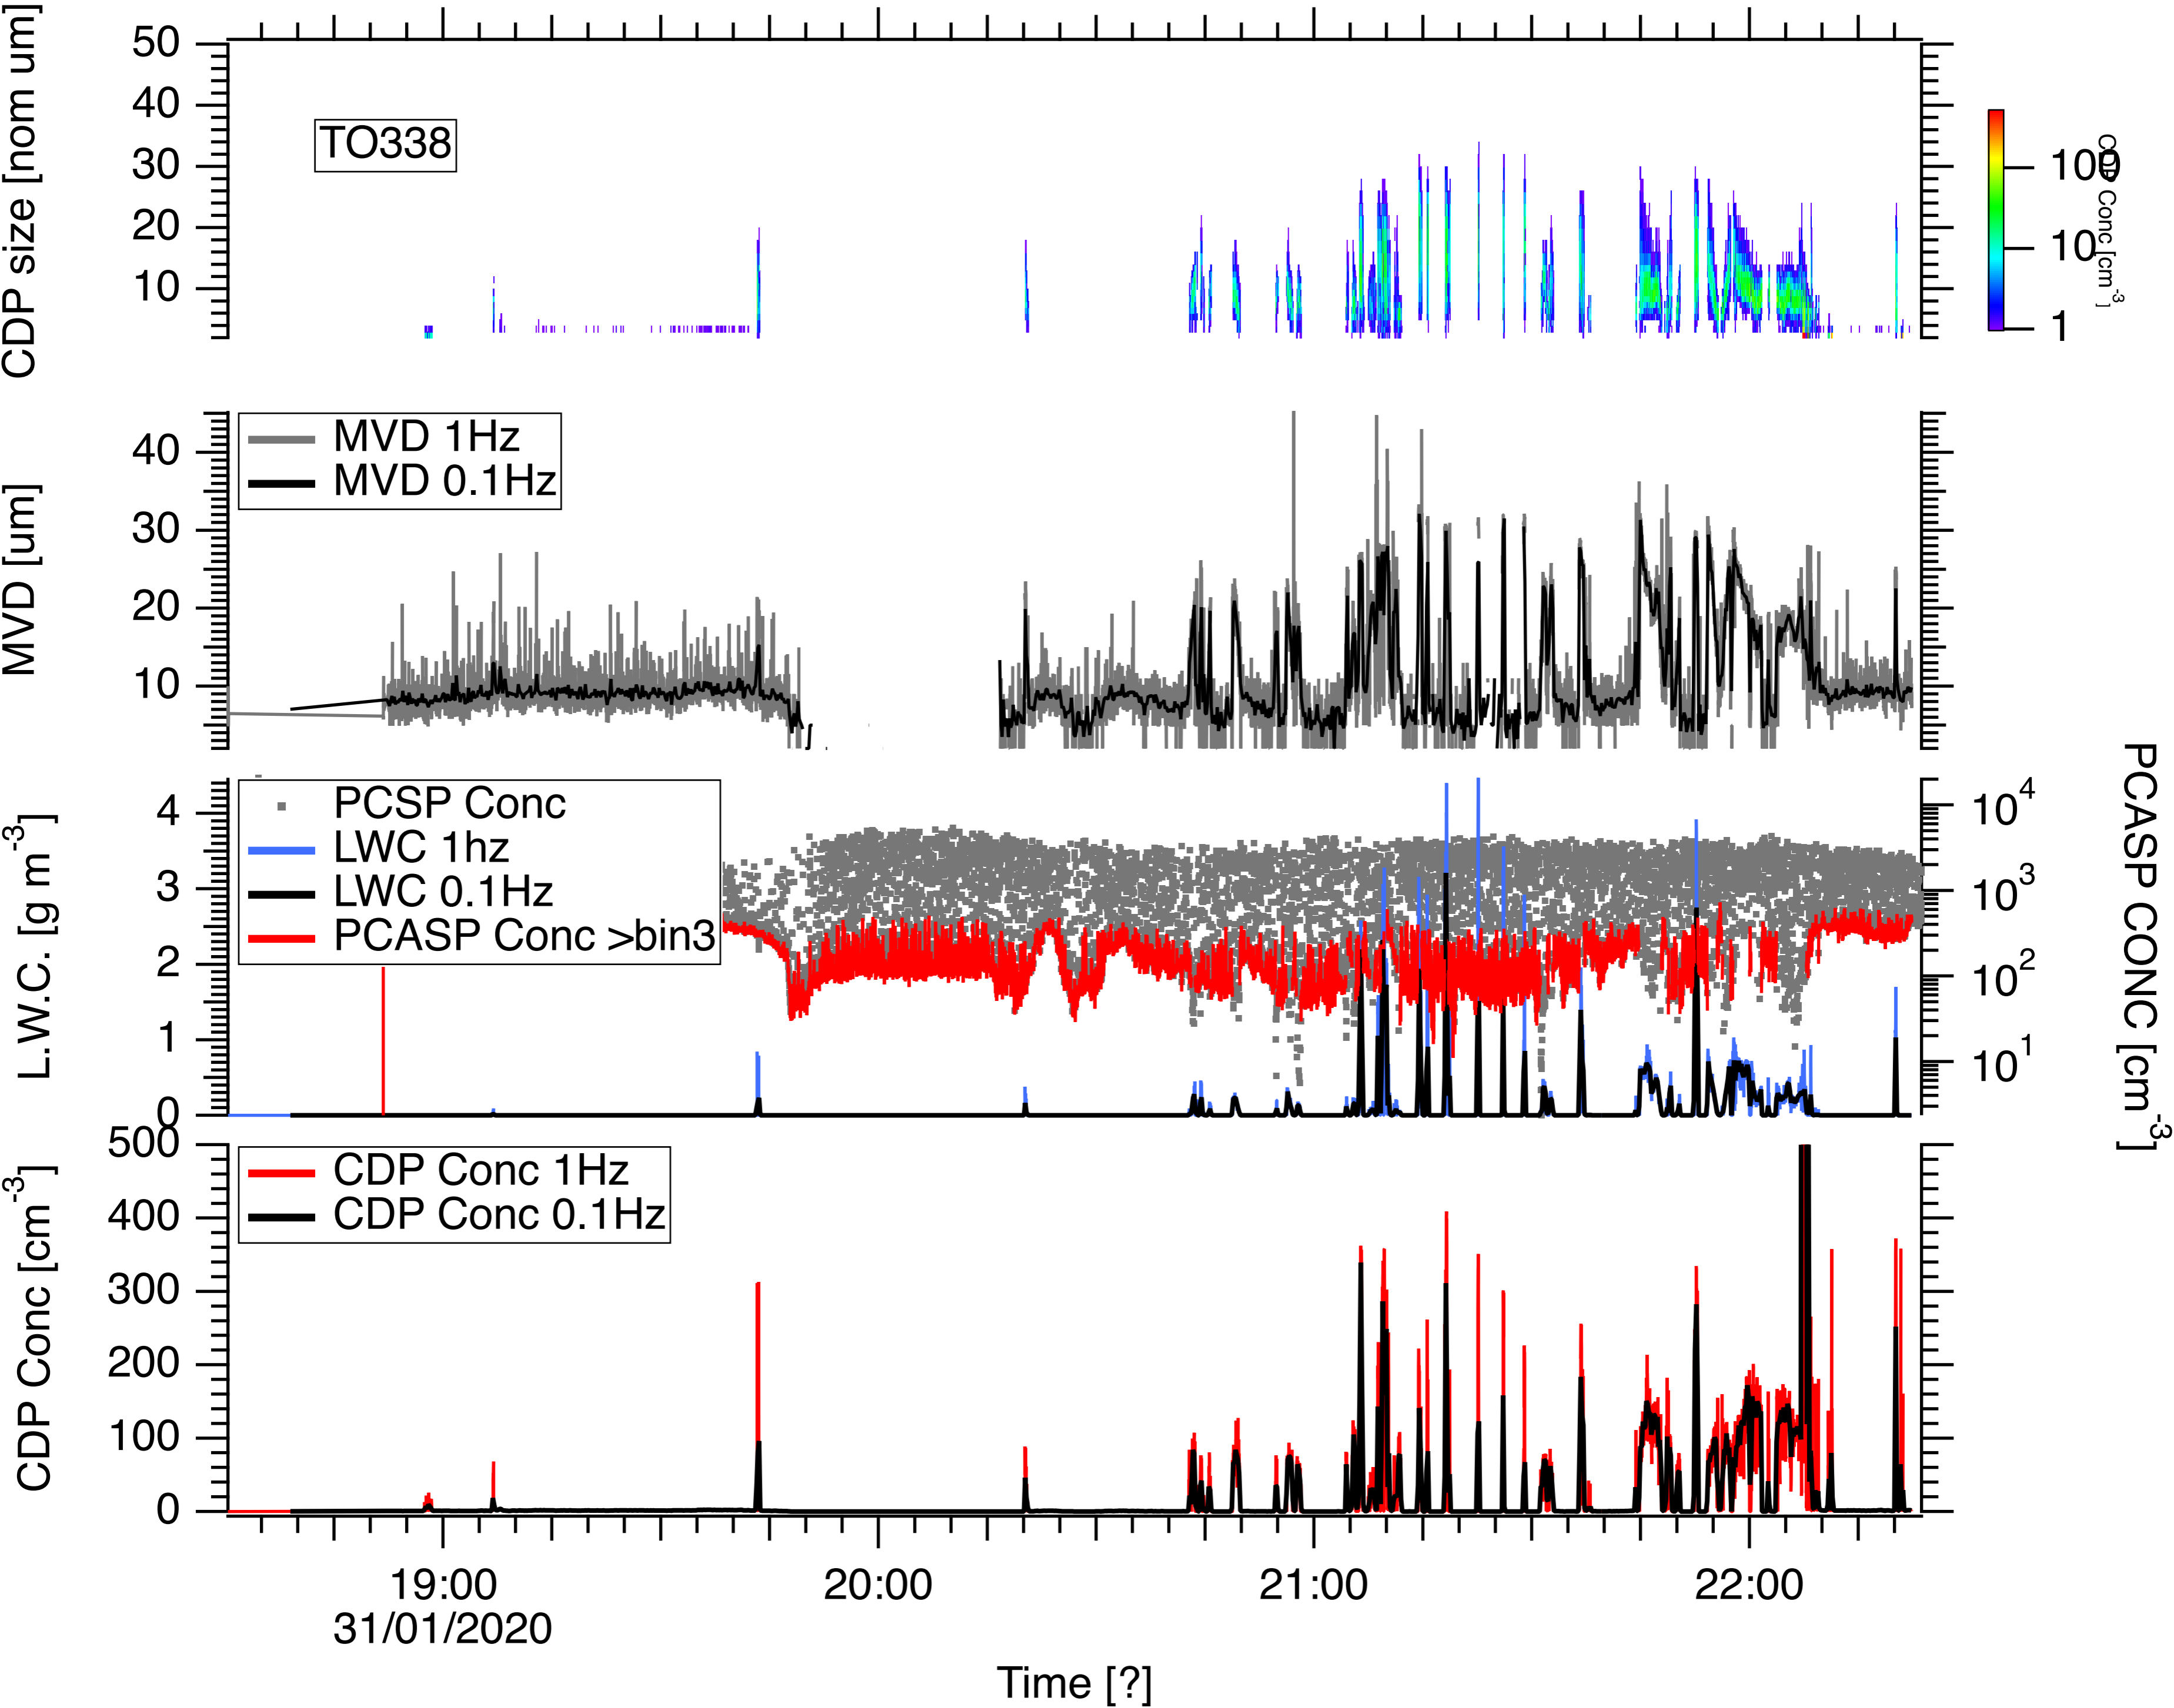 CDP size [nom um]
50
40
30
20
10
TO338
100
10
1
CDP Conc [cm-3]
MVD [um]
40
30
20
10
MVD 1Hz
MVD 0.1Hz
L.W.C. [g m-3]
4
3
2
1
0
PCSP Conc
LWC 1hz
LWC 0.1Hz
PCASP Conc >bin3
104
103
102
101
PCASP CONC [cm-3]
CDP Conc [cm-3]
500
400
300
200
100
0
CDP Conc 1Hz
CDP Conc 0.1Hz
19:00
20:00
21:00
22:00
31/01/2020
Time [?]